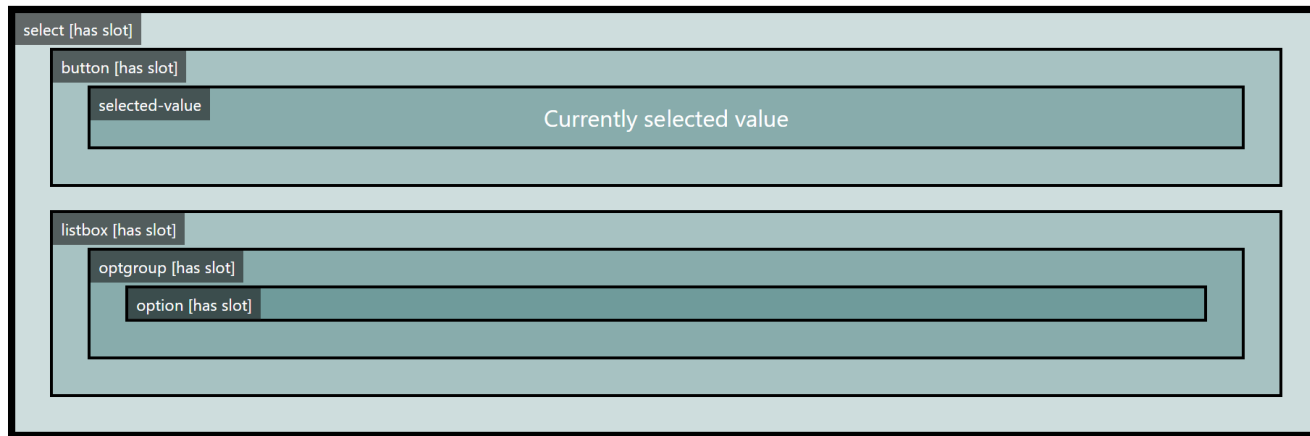 select [has slot]
button [has slot]
selected-value
Currently selected value
listbox [has slot]
optgroup [has slot]
option [has slot]